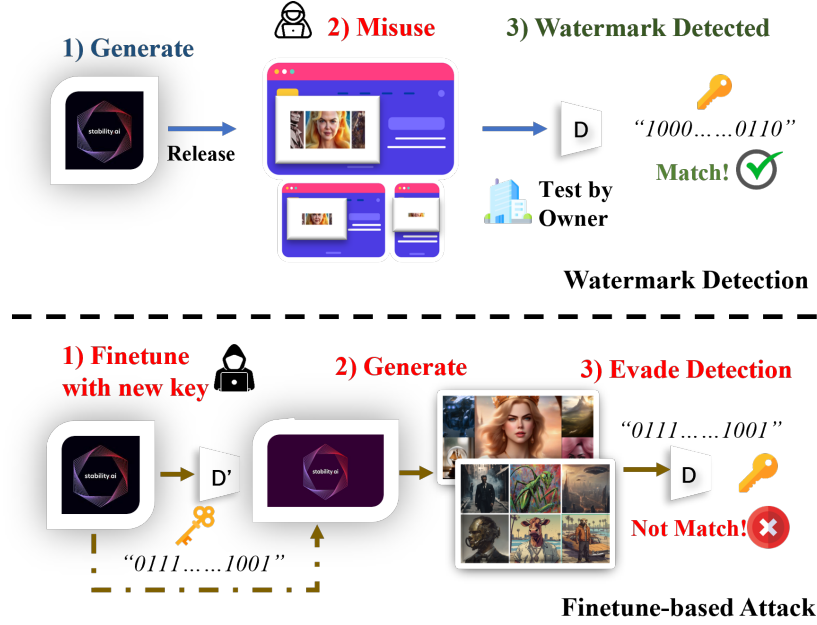 1) Generate
2) Misuse
3) Watermark Detected
stability.ai
Release
D
“1000……0110”
Match!
Test by
Owner
Watermark Detection
1) Finetune
with new key
2) Generate
3) Evade Detection
stability.ai
D’
stability.ai
“0111……1001”
“0111……1001”
D
Not Match!
Finetune-based Attack